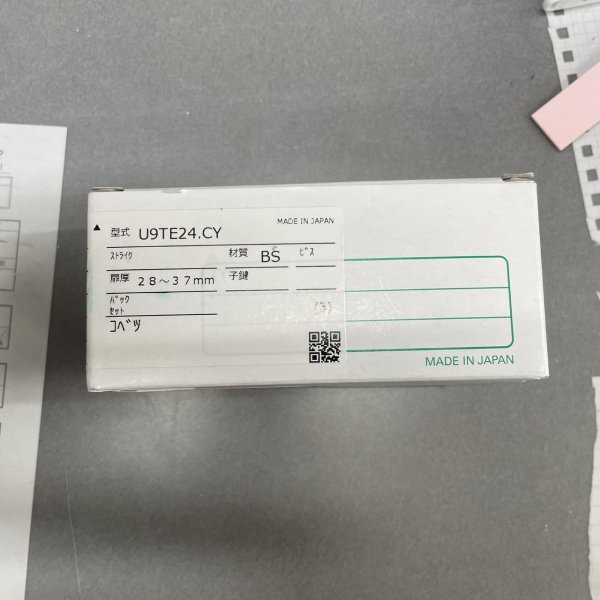 MADE IN JAPAN
▲ 型式 U9TE24.CY
ｽﾄﾗｲｸ 材質 BS ﾋﾞｽ
扉厚 28～37mm 子鍵
ﾊﾞｯｸ
ｾｯﾄ
(5)
ｺﾍﾞﾂ
MADE IN JAPAN